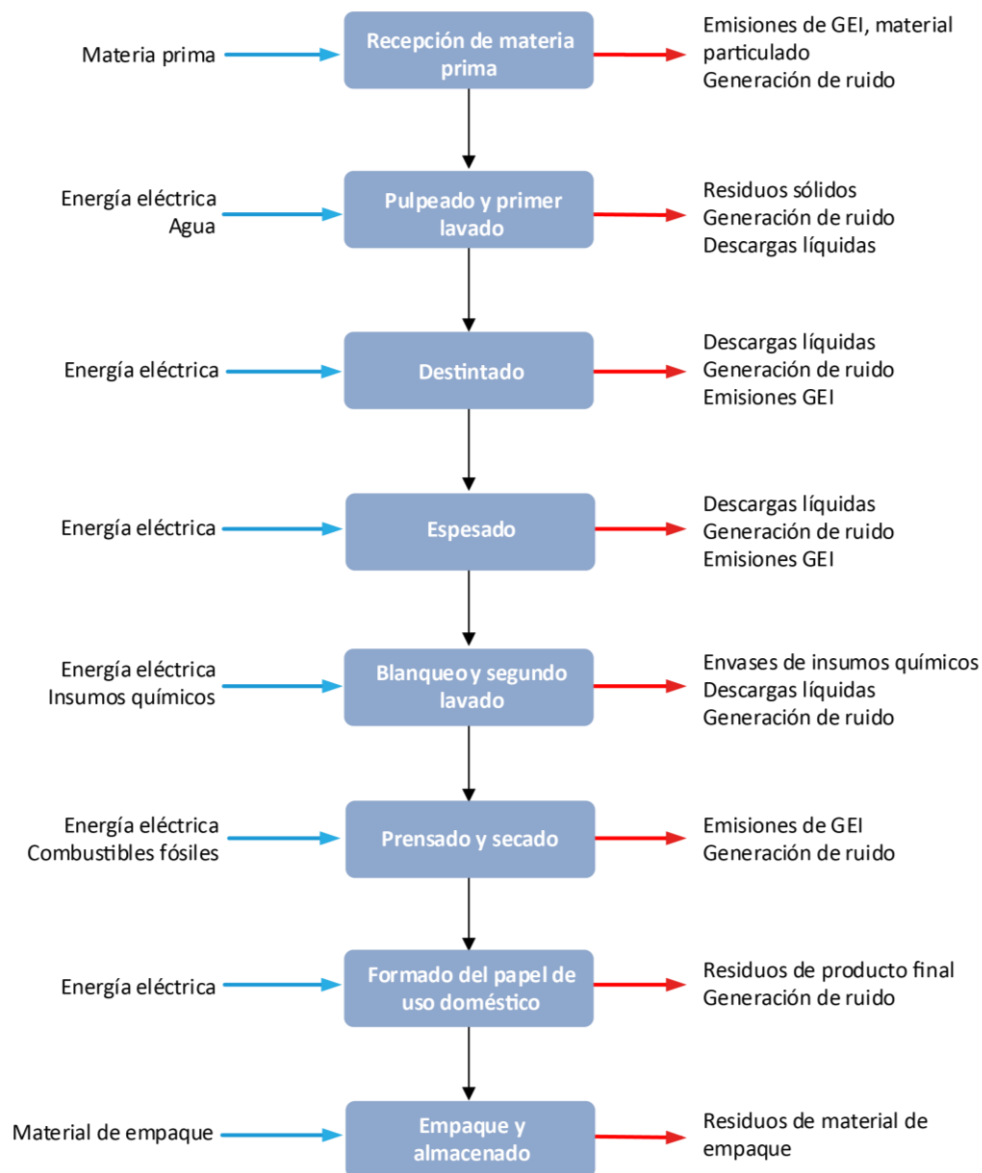 Materia prima
Recepción de materia
prima
Emisiones de GEI, material
particulado
Generación de ruido
Energía eléctrica
Agua
Pulpeado y primer
lavado
Residuos sólidos
Generación de ruido
Descargas líquidas
Energía eléctrica
Destintado
Descargas líquidas
Generación de ruido
Emisiones GEI
Energía eléctrica
Espesado
Descargas líquidas
Generación de ruido
Emisiones GEI
Energía eléctrica
Insumos químicos
Blanqueo y segundo
lavado
Envases de insumos químicos
Descargas líquidas
Generación de ruido
Energía eléctrica
Combustibles fósiles
Prensado y secado
Emisiones de GEI
Generación de ruido
Energía eléctrica
Formado del papel de
uso doméstico
Residuos de producto final
Generación de ruido
Material de empaque
Empaque y
almacenado
Residuos de material de
empaque